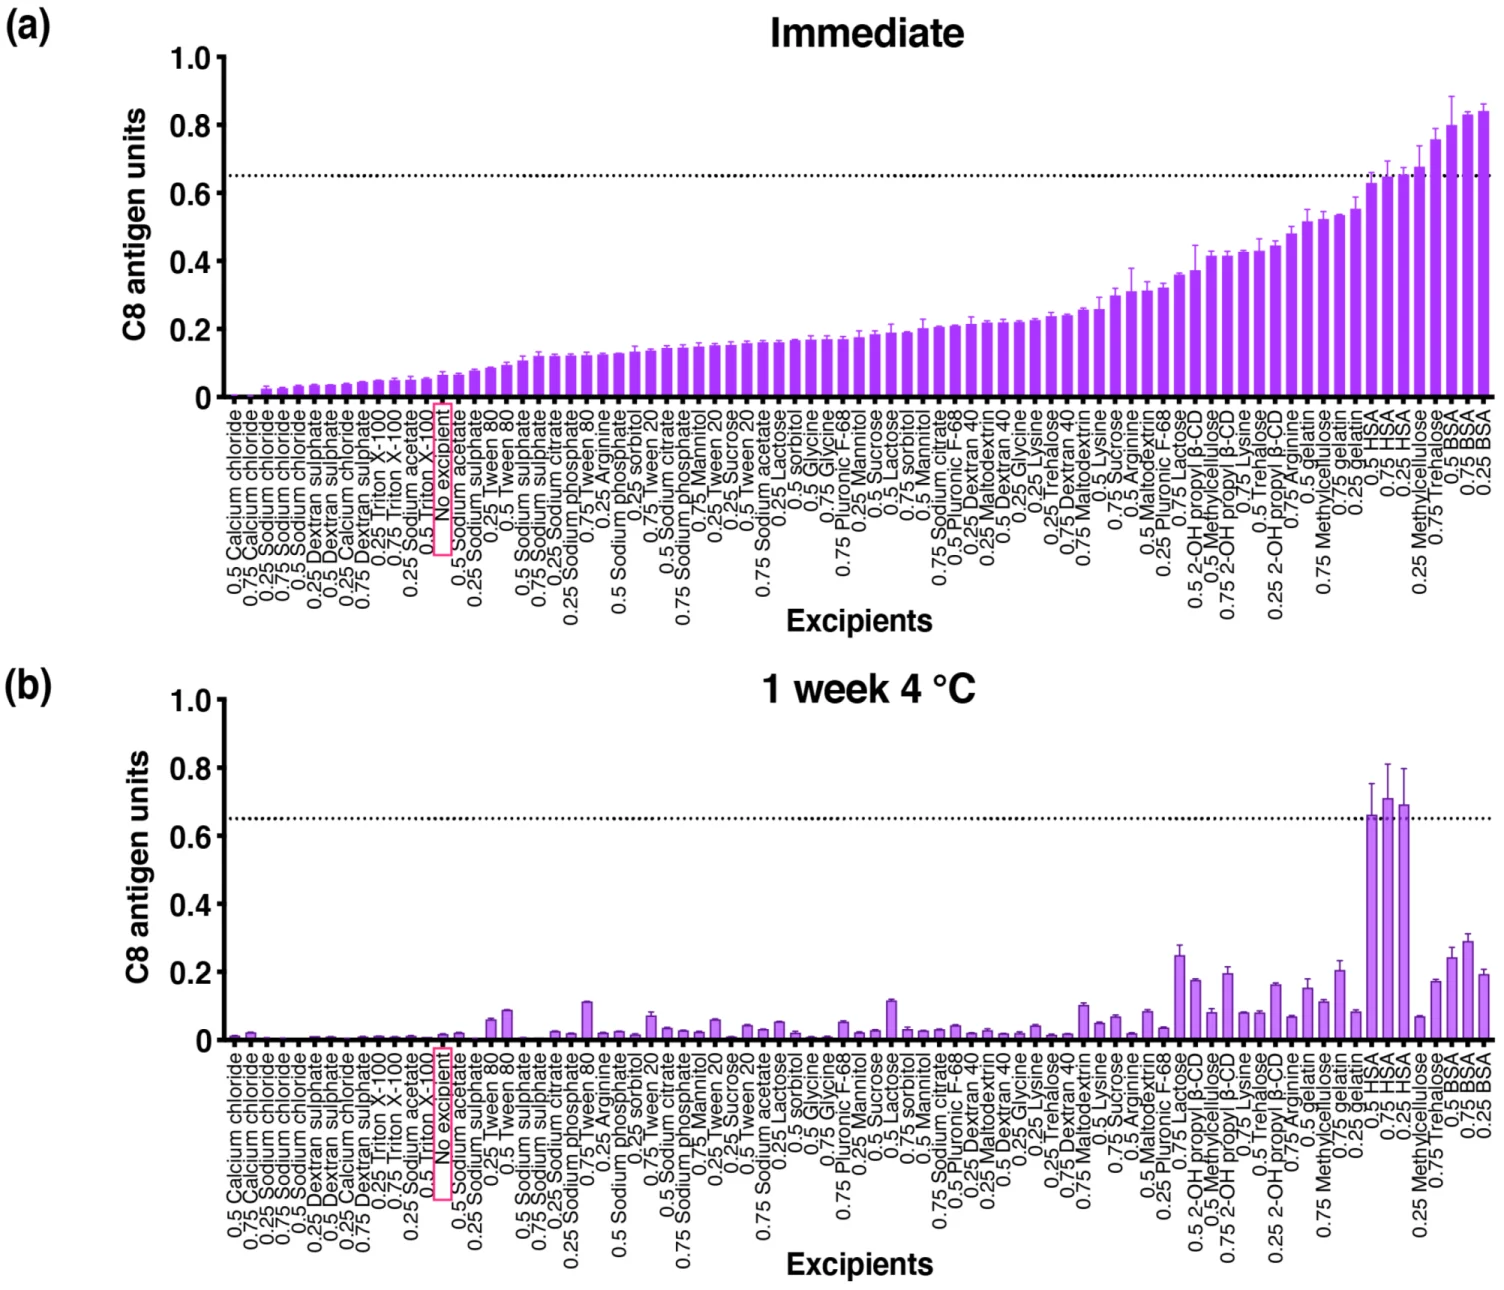 (a)
Immediate
1.0
0.8
0.6
0.4
0.2
0
C8 antigen units
0.5 Calcium chloride
0.75 Calcium chloride
0.25 Sodium chloride
0.75 Sodium chloride
0.5 Sodium chloride
0.25 Dextran sulphate
0.5 Dextran sulphate
0.25 Calcium chloride
0.75 Dextran sulphate
0.25 Triton X-100
0.75 Triton X-100
0.25 Sodium acetate
0.5 Triton X-100
No excipient
0.5 Sodium acetate
0.25 Sodium sulphate
0.25 Tween 80
0.5 Tween 80
0.5 Sodium sulphate
0.75 Sodium sulphate
0.25 Sodium citrate
0.25 Sodium phosphate
0.75 Tween 80
0.25 Arginine
0.5 Sodium phosphate
0.25 sorbitol
0.75 Tween 20
0.5 Sodium citrate
0.75 Sodium phosphate
0.75 Mannitol
0.25 Tween 20
0.25 Sucrose
0.5 Tween 20
0.75 Sodium acetate
0.25 Lactose
0.5 sorbitol
0.5 Glycine
0.75 Glycine
0.75 Pluronic F-68
0.25 Mannitol
0.5 Sucrose
0.5 Lactose
0.75 sorbitol
0.5 Mannitol
0.75 Sodium citrate
0.5 Pluronic F-68
0.25 Dextran 40
0.25 Maltodextrin
0.5 Dextran 40
0.25 Glycine
0.25 Lysine
0.25 Trehalose
0.75 Dextran 40
0.75 Maltodextrin
0.5 Lysine
0.75 Sucrose
0.5 Arginine
0.5 Maltodextrin
0.25 Pluronic F-68
0.75 Lactose
0.5 2-OH propyl β-CD
0.5 Methylcellulose
0.75 2-OH propyl β-CD
0.75 Lysine
0.5 Trehalose
0.25 2-OH propyl β-CD
0.75 Arginine
0.5 gelatin
0.75 Methylcellulose
0.75 gelatin
0.25 gelatin
0.5 HSA
0.75 HSA
0.25 HSA
0.25 Methylcellulose
0.75 Trehalose
0.5 BSA
0.75 BSA
0.25 BSA
Excipients
(b)
1 week 4 °C
1.0
0.8
0.6
0.4
0.2
0
C8 antigen units
0.5 Calcium chloride
0.75 Calcium chloride
0.25 Sodium chloride
0.75 Sodium chloride
0.5 Sodium chloride
0.25 Dextran sulphate
0.5 Dextran sulphate
0.25 Calcium chloride
0.75 Dextran sulphate
0.25 Triton X-100
0.75 Triton X-100
0.25 Sodium acetate
0.5 Triton X-100
No excipient
0.5 Sodium acetate
0.25 Sodium sulphate
0.25 Tween 80
0.5 Tween 80
0.5 Sodium sulphate
0.75 Sodium sulphate
0.25 Sodium citrate
0.25 Sodium phosphate
0.75 Tween 80
0.25 Arginine
0.5 Sodium phosphate
0.25 sorbitol
0.75 Tween 20
0.5 Sodium citrate
0.75 Sodium phosphate
0.75 Mannitol
0.25 Tween 20
0.25 Sucrose
0.5 Tween 20
0.75 Sodium acetate
0.25 Lactose
0.5 sorbitol
0.5 Glycine
0.75 Glycine
0.75 Pluronic F-68
0.25 Mannitol
0.5 Sucrose
0.5 Lactose
0.75 sorbitol
0.5 Mannitol
0.75 Sodium citrate
0.5 Pluronic F-68
0.25 Dextran 40
0.25 Maltodextrin
0.5 Dextran 40
0.25 Glycine
0.25 Lysine
0.25 Trehalose
0.75 Dextran 40
0.75 Maltodextrin
0.5 Lysine
0.75 Sucrose
0.5 Arginine
0.5 Maltodextrin
0.25 Pluronic F-68
0.75 Lactose
0.5 2-OH propyl β-CD
0.5 Methylcellulose
0.75 2-OH propyl β-CD
0.75 Lysine
0.5 Trehalose
0.25 2-OH propyl β-CD
0.75 Arginine
0.5 gelatin
0.75 Methylcellulose
0.75 gelatin
0.25 gelatin
0.5 HSA
0.75 HSA
0.25 HSA
0.25 Methylcellulose
0.75 Trehalose
0.5 BSA
0.75 BSA
0.25 BSA
Excipients